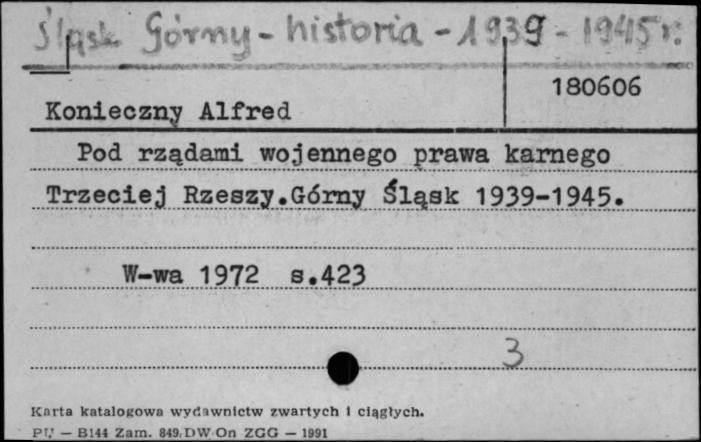 Śląsk Górny - historia - 1939 - 1945 r.
180606
Konieczny Alfred
Pod rządami wojennego prawa karnego
Trzeciej Rzeszy.Górny Śląsk 1939-1945.
W-wa 1972 s.423
3
Karta katalogowa wydawnictw zwartych i ciągłych.
PU — B144 Zam. 849. DW On ZGG — 1991